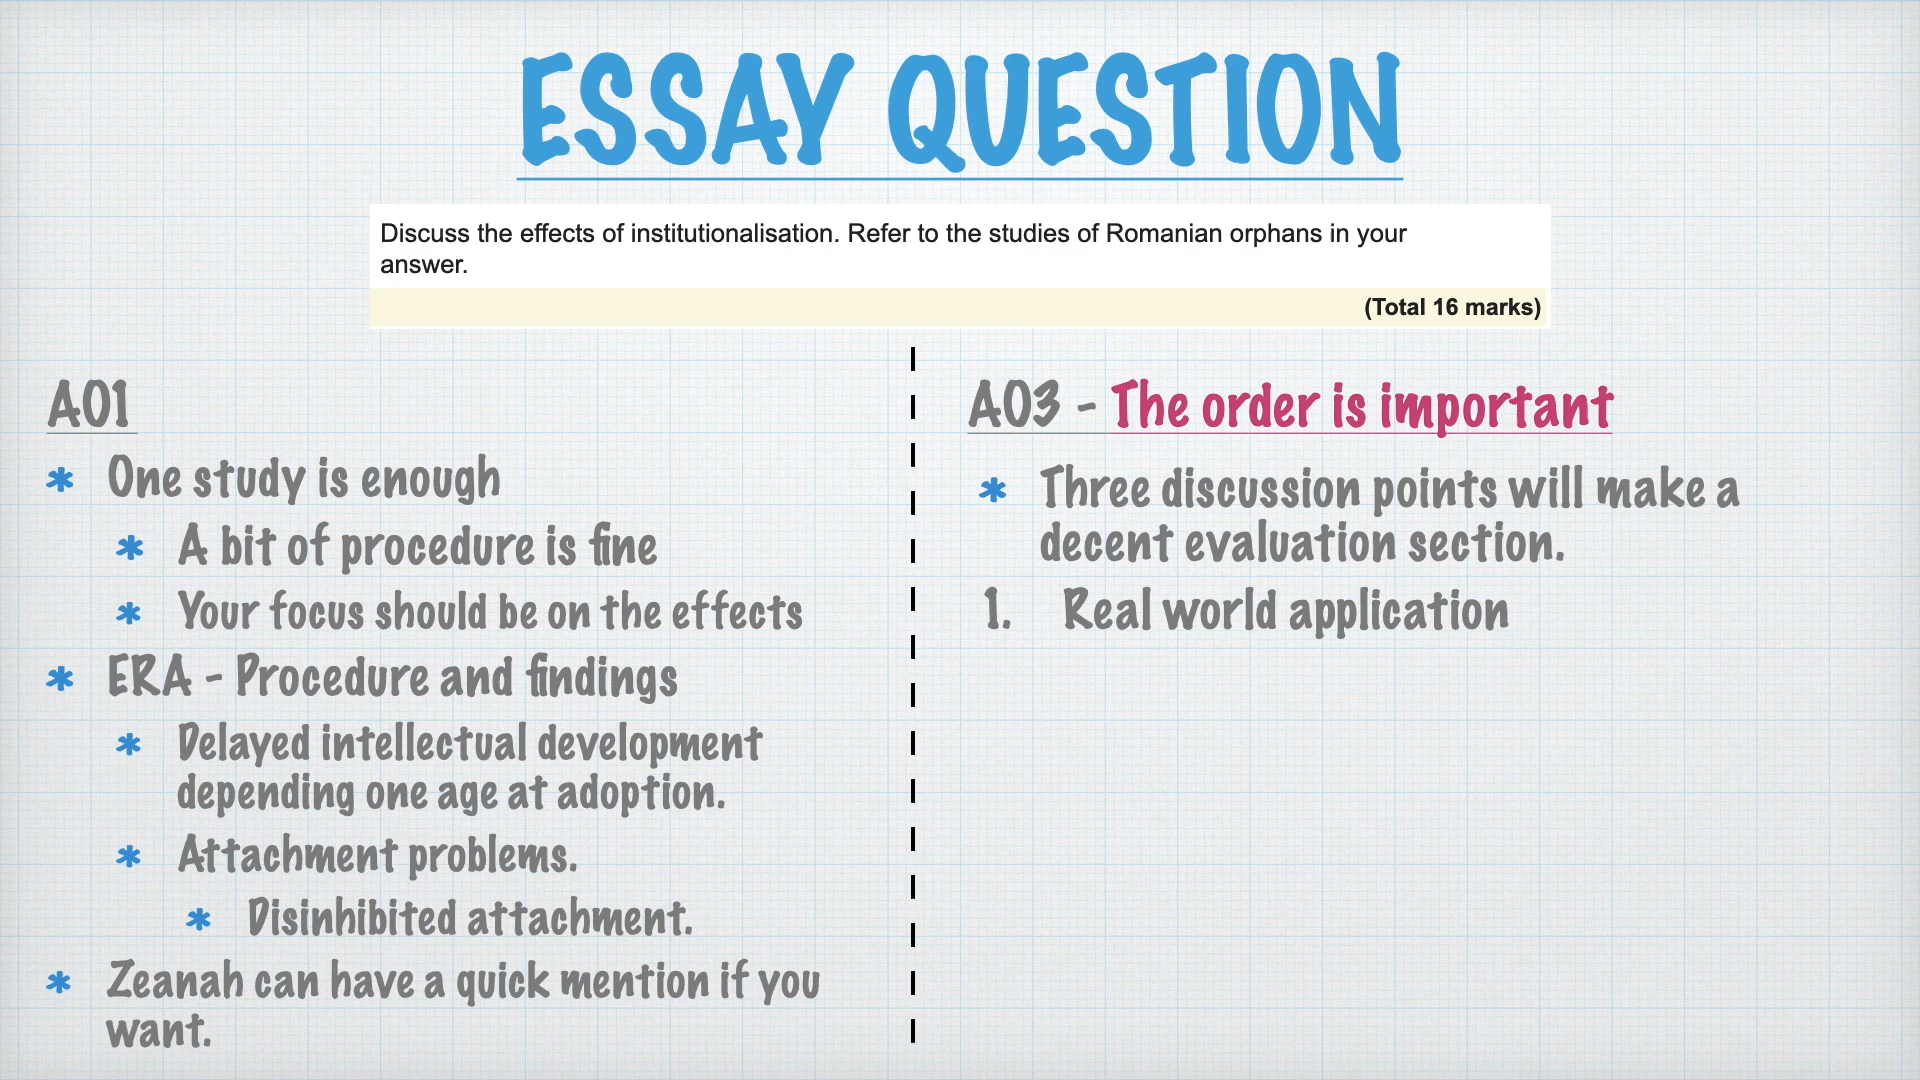 ESSAY QUESTION
Discuss the effects of institutionalisation. Refer to the studies of Romanian orphans in your
answer.
(Total 16 marks)
AO1
* One study is enough
* A bit of procedure is fine
* Your focus should be on the effects
* ERA - Procedure and findings
* Delayed intellectual development
depending one age at adoption.
* Attachment problems.
* Disinhibited attachment.
* Zeanah can have a quick mention if you
want.
AO3 - The order is important
* Three discussion points will make a
decent evaluation section.
1. Real world application